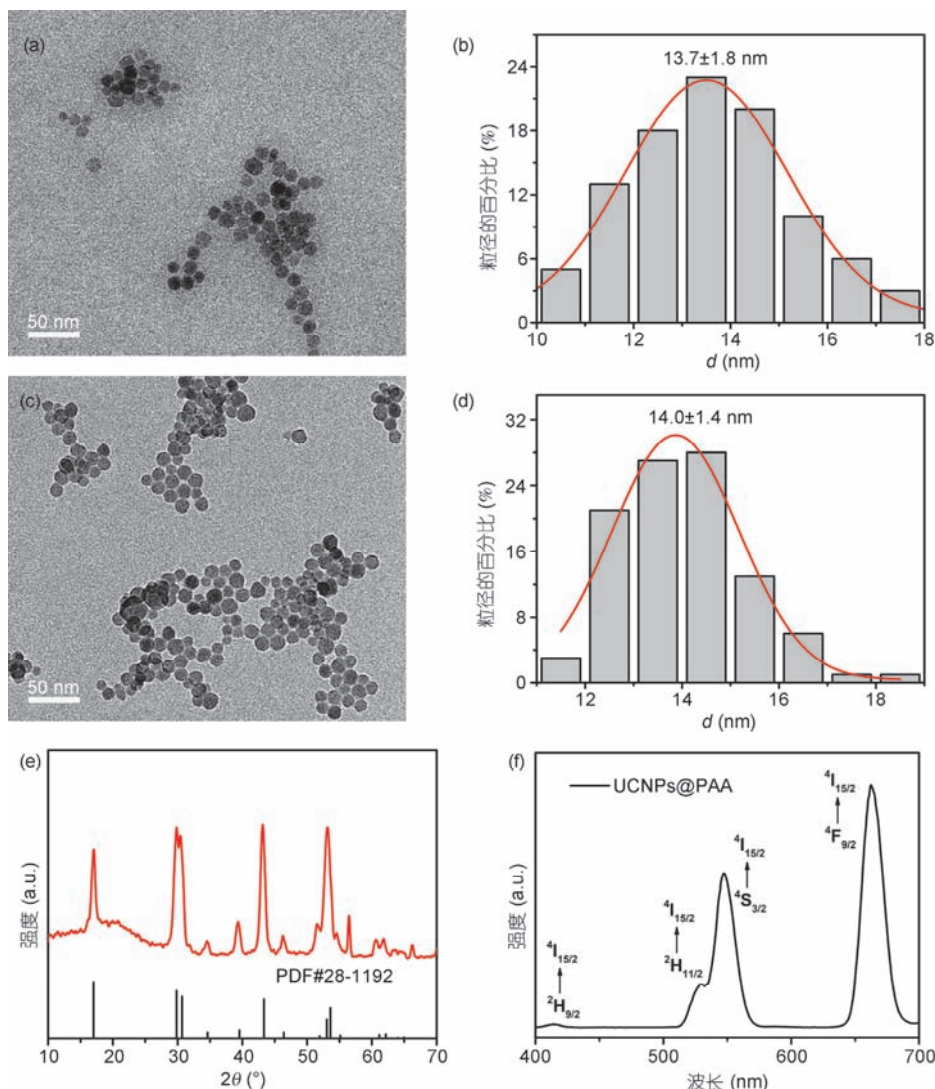 (a)
50 nm
(b)
13.7±1.8 nm
24
18
12
6
0
粒径的百分比 (%)
10 12 14 16 18
d (nm)
(c)
50 nm
(d)
14.0±1.4 nm
32
24
16
8
0
粒径的百分比 (%)
12 14 16 18
d (nm)
(e)
强度 (a.u.)
PDF#28-1192
10 20 30 40 50 60 70
2θ (°)
(f)
UCNPs@PAA
强度 (a.u.)
⁴I₁₅/₂
²H₉/₂
⁴I₁₅/₂
²H₁₁/₂
⁴I₁₅/₂
⁴S₃/₂
⁴I₁₅/₂
⁴F₉/₂
400 500 600 700
波长 (nm)